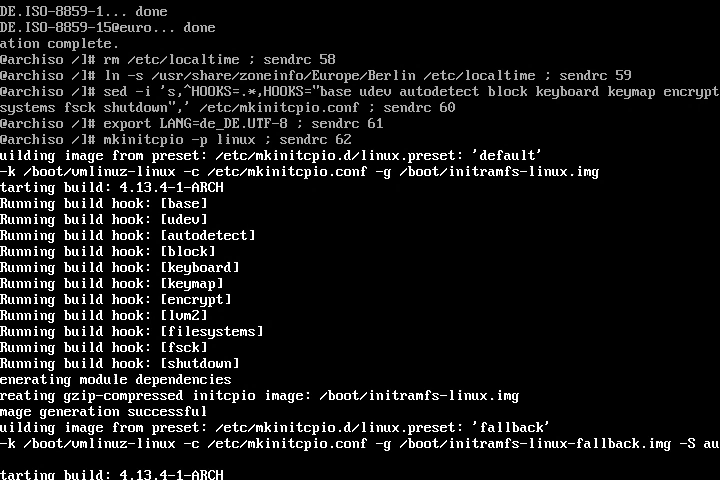 DE.ISO-8859-1... done
DE.ISO-8859-15@euro... done
ation complete.
@archiso /]# rm /etc/localtime ; sendrc 58
@archiso /]# ln -s /usr/share/zoneinfo/Europe/Berlin /etc/localtime ; sendrc 59
@archiso /]# sed -i 's,^HOOKS=.*,HOOKS="base udev autodetect block keyboard keymap encrypt
systems fsck shutdown",' /etc/mkinitcpio.conf ; sendrc 60
@archiso /]# export LANG=de_DE.UTF-8 ; sendrc 61
@archiso /]# mkinitcpio -p linux ; sendrc 62
uilding image from preset: /etc/mkinitcpio.d/linux.preset: 'default'
-k /boot/vmlinuz-linux -c /etc/mkinitcpio.conf -g /boot/initramfs-linux.img
tarting build: 4.13.4-1-ARCH
Running build hook: [base]
Running build hook: [udev]
Running build hook: [autodetect]
Running build hook: [block]
Running build hook: [keyboard]
Running build hook: [keymap]
Running build hook: [encrypt]
Running build hook: [lvm2]
Running build hook: [filesystems]
Running build hook: [fsck]
Running build hook: [shutdown]
enerating module dependencies
reating gzip-compressed initcpio image: /boot/initramfs-linux.img
mage generation successful
uilding image from preset: /etc/mkinitcpio.d/linux.preset: 'fallback'
-k /boot/vmlinuz-linux -c /etc/mkinitcpio.conf -g /boot/initramfs-linux-fallback.img -S au
tarting build: 4.13.4-1-ARCH